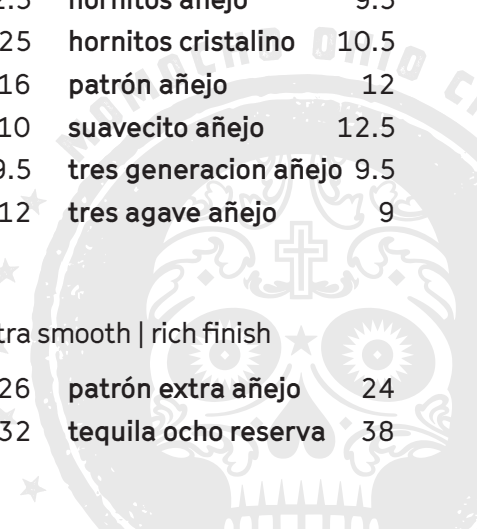 2.5 hornitos añejo 9.5
25 hornitos cristalino 10.5
16 patrón añejo 12
10 suavecito añejo 12.5
9.5 tres generacion añejo 9.5
12 tres agave añejo 9
tra smooth | rich finish
26 patrón extra añejo 24
32 tequila ocho reserva 38
MOMOCHO OHIO C